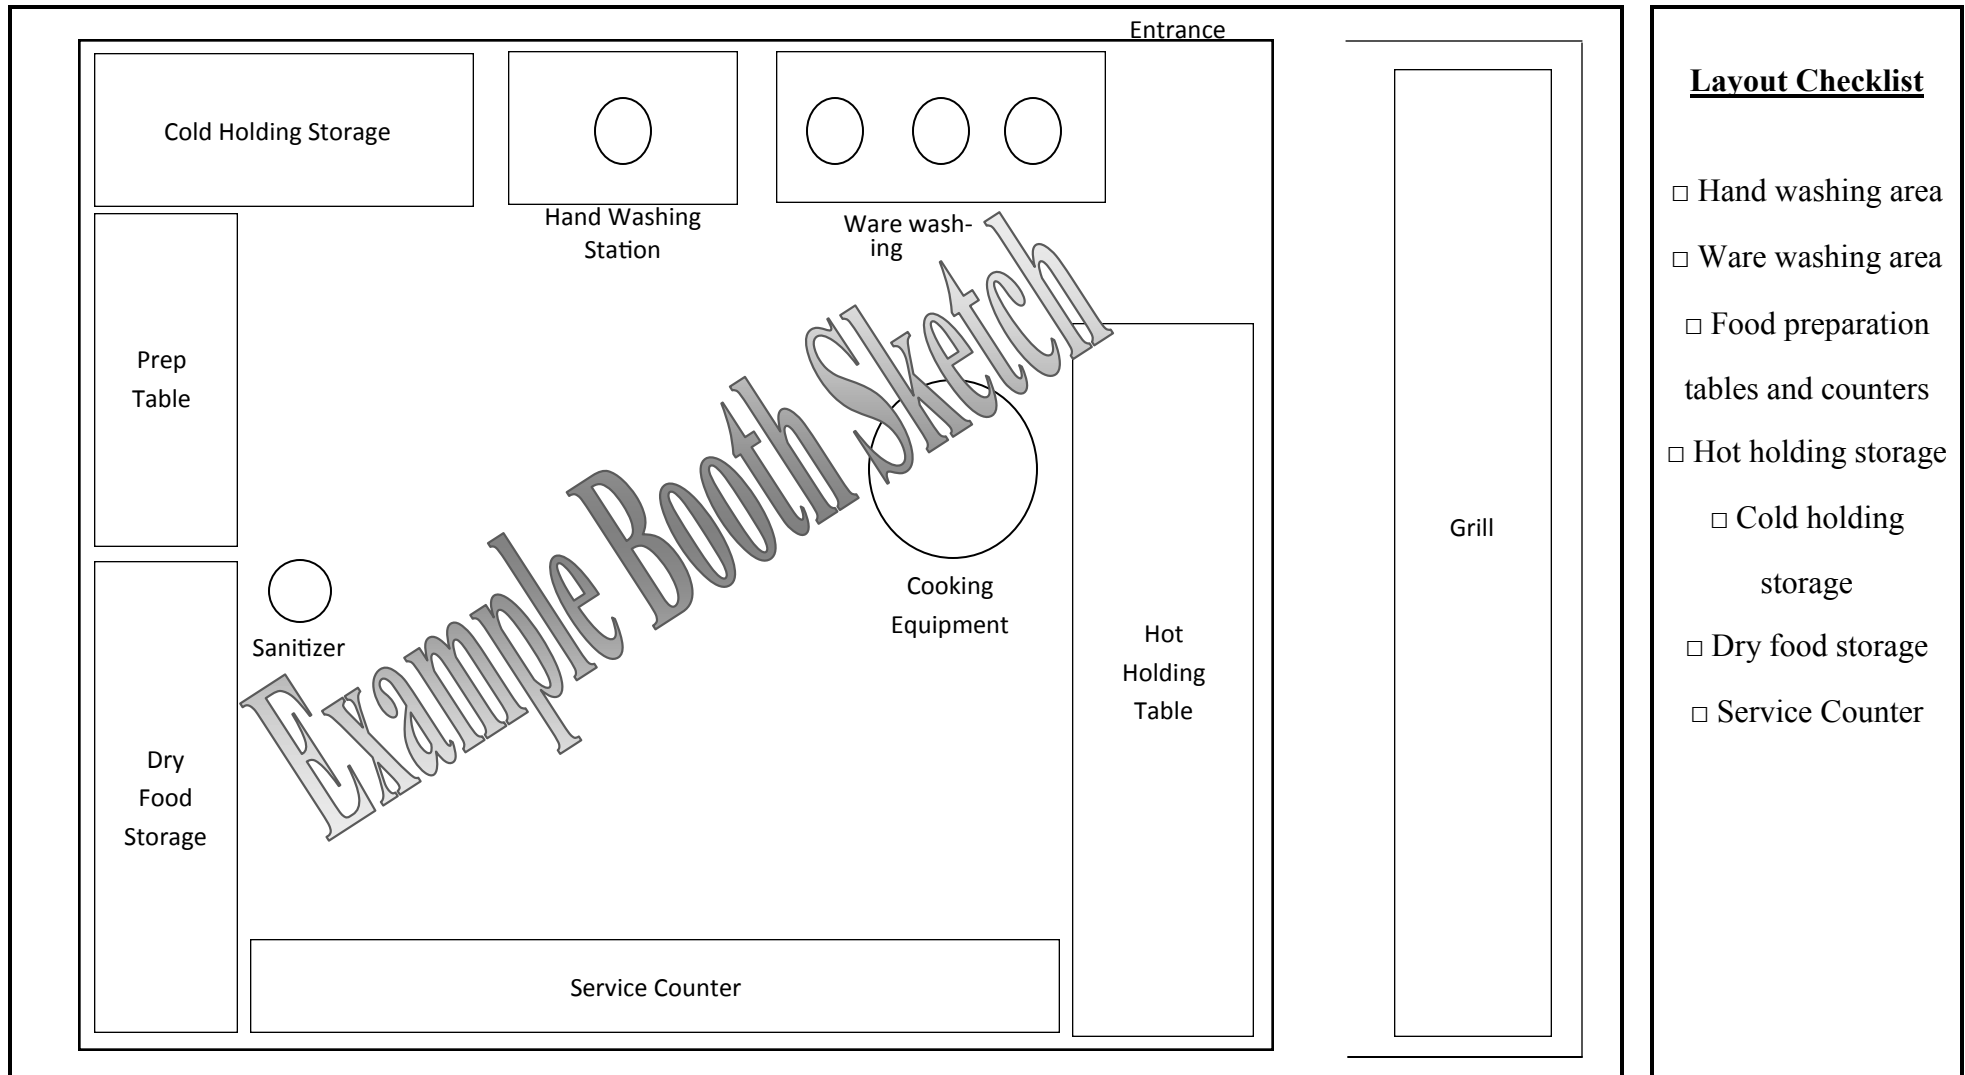 Entrance
Cold Holding Storage
Hand Washing
Station
Ware wash-
ing
Prep
Table
Sanitizer
Dry
Food
Storage
Example Booth Sketch
Cooking
Equipment
Hot
Holding
Table
Service Counter
Grill
Layout Checklist
□ Hand washing area
□ Ware washing area
□ Food preparation
tables and counters
□ Hot holding storage
□ Cold holding
storage
□ Dry food storage
□ Service Counter